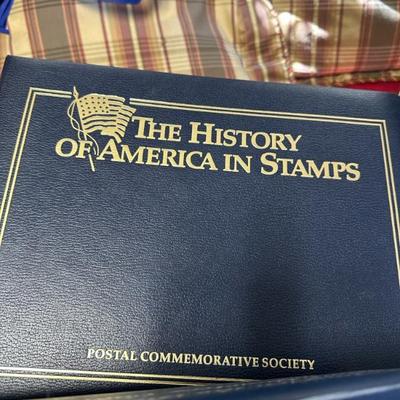 THE HISTORY
OF AMERICA IN STAMPS
POSTAL COMMEMORATIVE SOCIETY